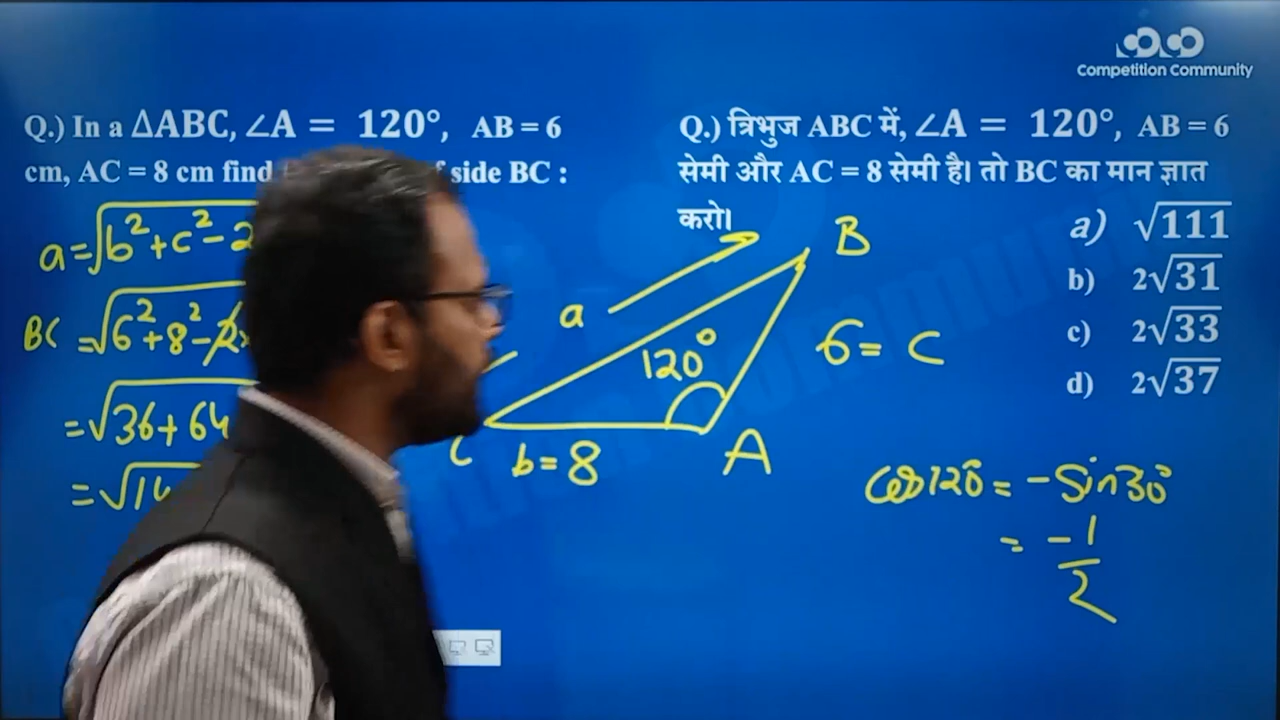 Competition Community
Q.) In a ΔABC, ∠A = 120°, AB = 6
cm, AC = 8 cm find side BC :
Q.) त्रिभुज ABC में, ∠A = 120°, AB = 6
सेमी और AC = 8 सेमी है। तो BC का मान ज्ञात
करो।
a) √111
b) 2√31
c) 2√33
d) 2√37
a=√b²+c²-2
BC =√6²+8²-2×
=√36+64
=√14
a
B
120°
6= C
C
b=8
A
cos120°= -Sin30°
= -1/2